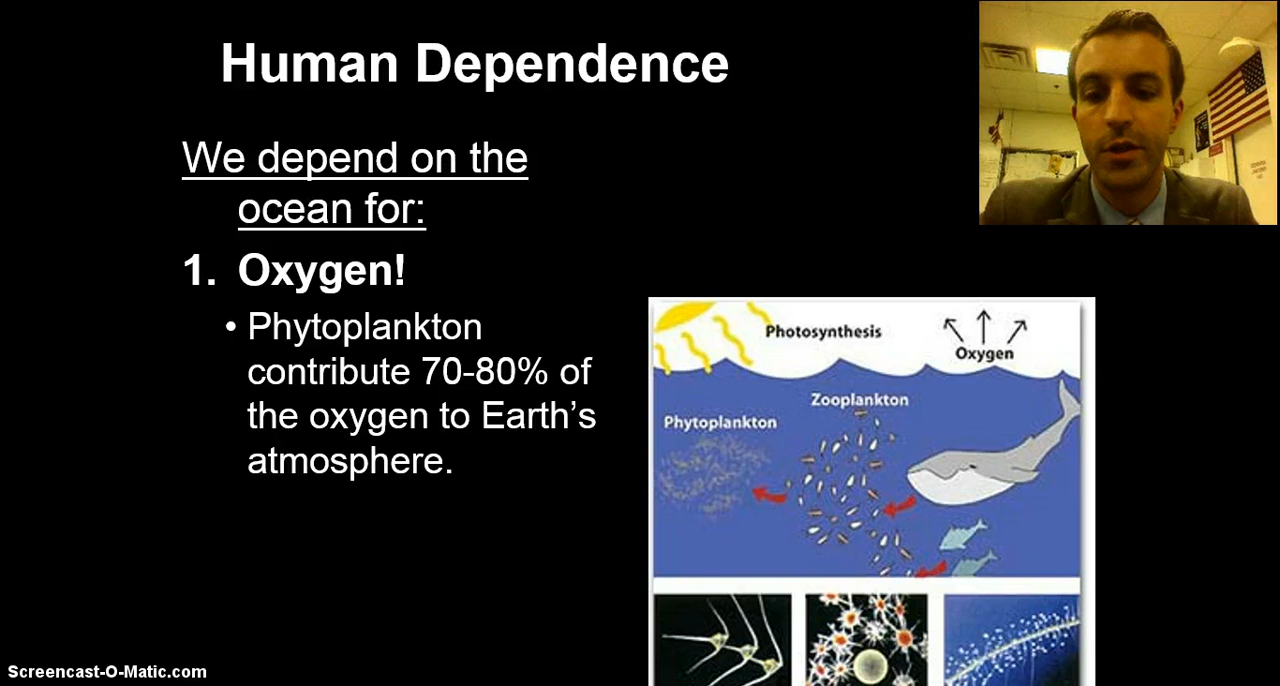 Human Dependence
We depend on the
ocean for:
1. Oxygen!
• Phytoplankton
contribute 70-80% of
the oxygen to Earth's
atmosphere.
Photosynthesis
Oxygen
Zooplankton
Phytoplankton
Screencast-O-Matic.com